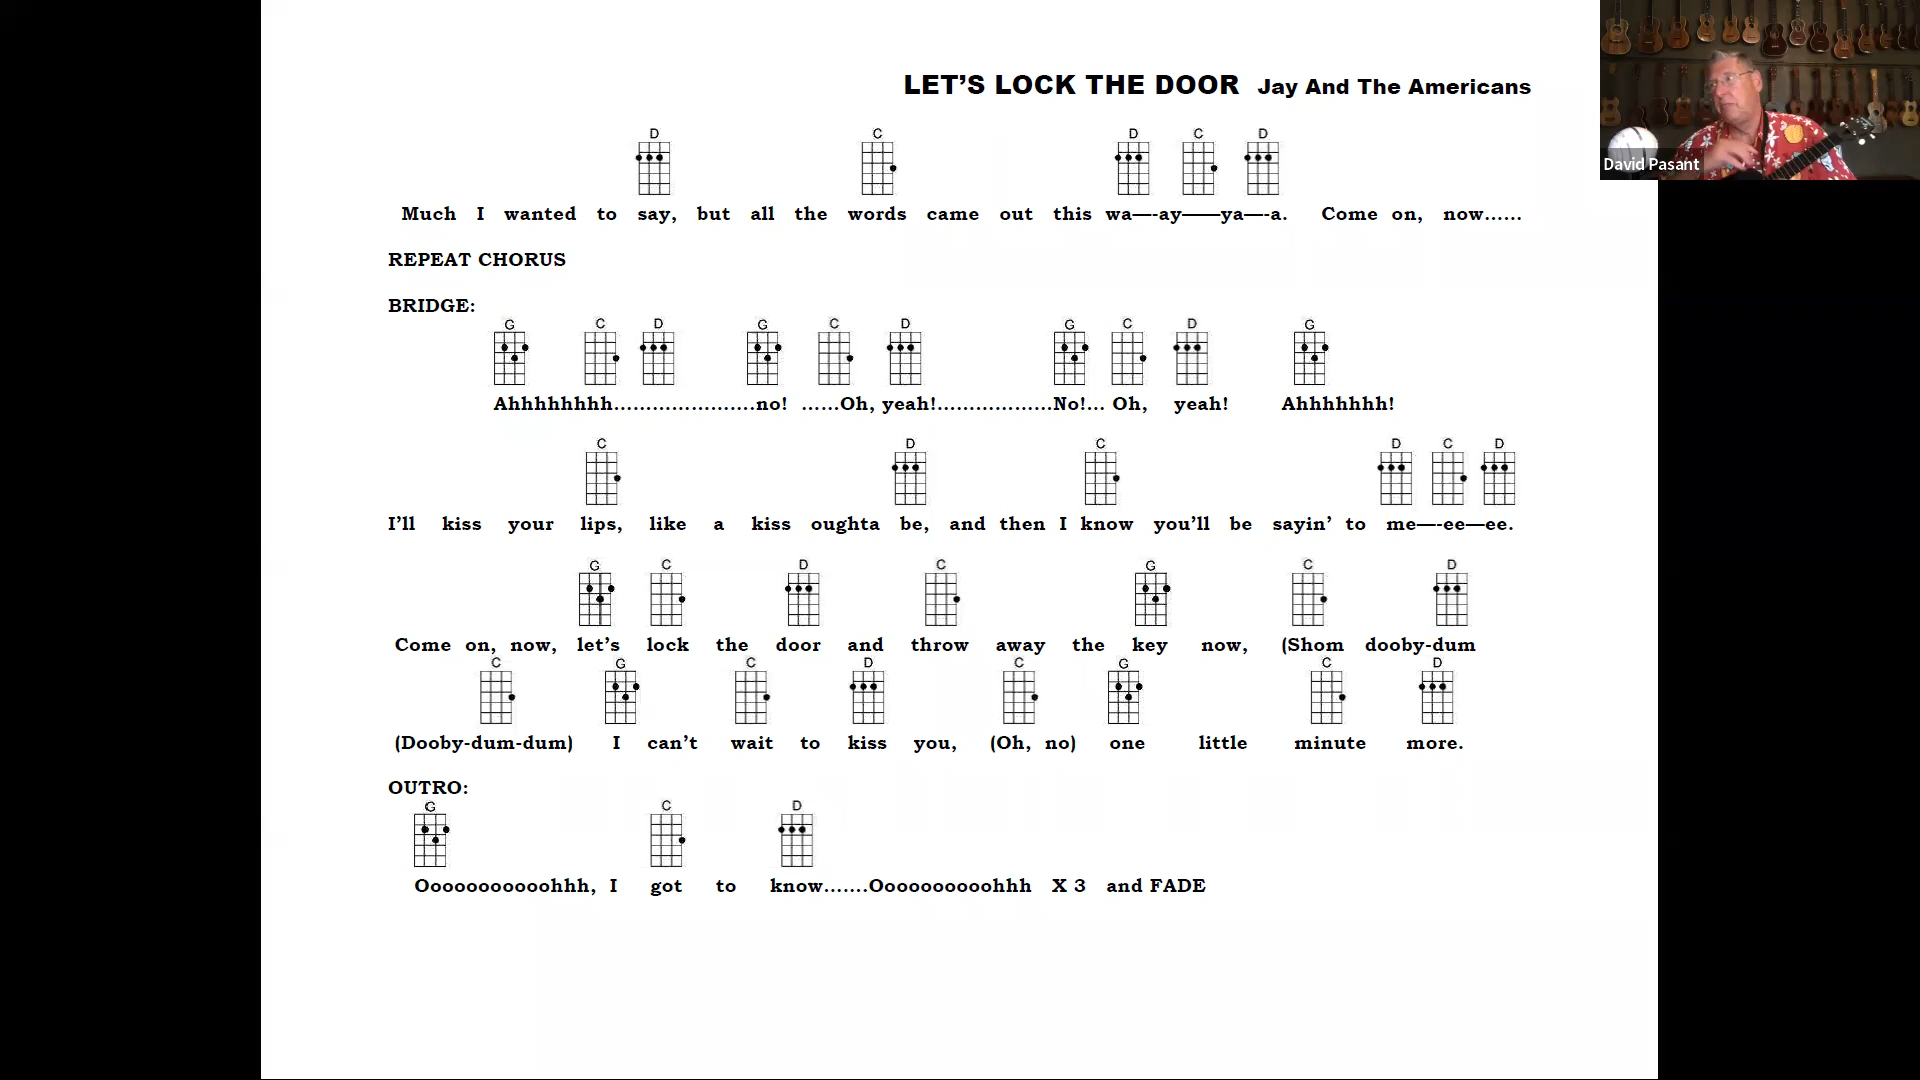 LET’S LOCK THE DOOR Jay And The Americans
D C D C D
Much I wanted to say, but all the words came out this wa—-ay——ya—-a. Come on, now……
REPEAT CHORUS
BRIDGE:
G C D G C D G C D G
Ahhhhhhhh………………….no! ……Oh, yeah!………………No!… Oh, yeah! Ahhhhhhh!
C D C D C D
I’ll kiss your lips, like a kiss oughta be, and then I know you’ll be sayin’ to me—-ee—ee.
G C D C G C D
Come on, now, let’s lock the door and throw away the key now, (Shom dooby-dum
C G C D C G C D
(Dooby-dum-dum) I can’t wait to kiss you, (Oh, no) one little minute more.
OUTRO:
G C D
Ooooooooooohhh, I got to know…….Oooooooooohhh X 3 and FADE
David Pasant